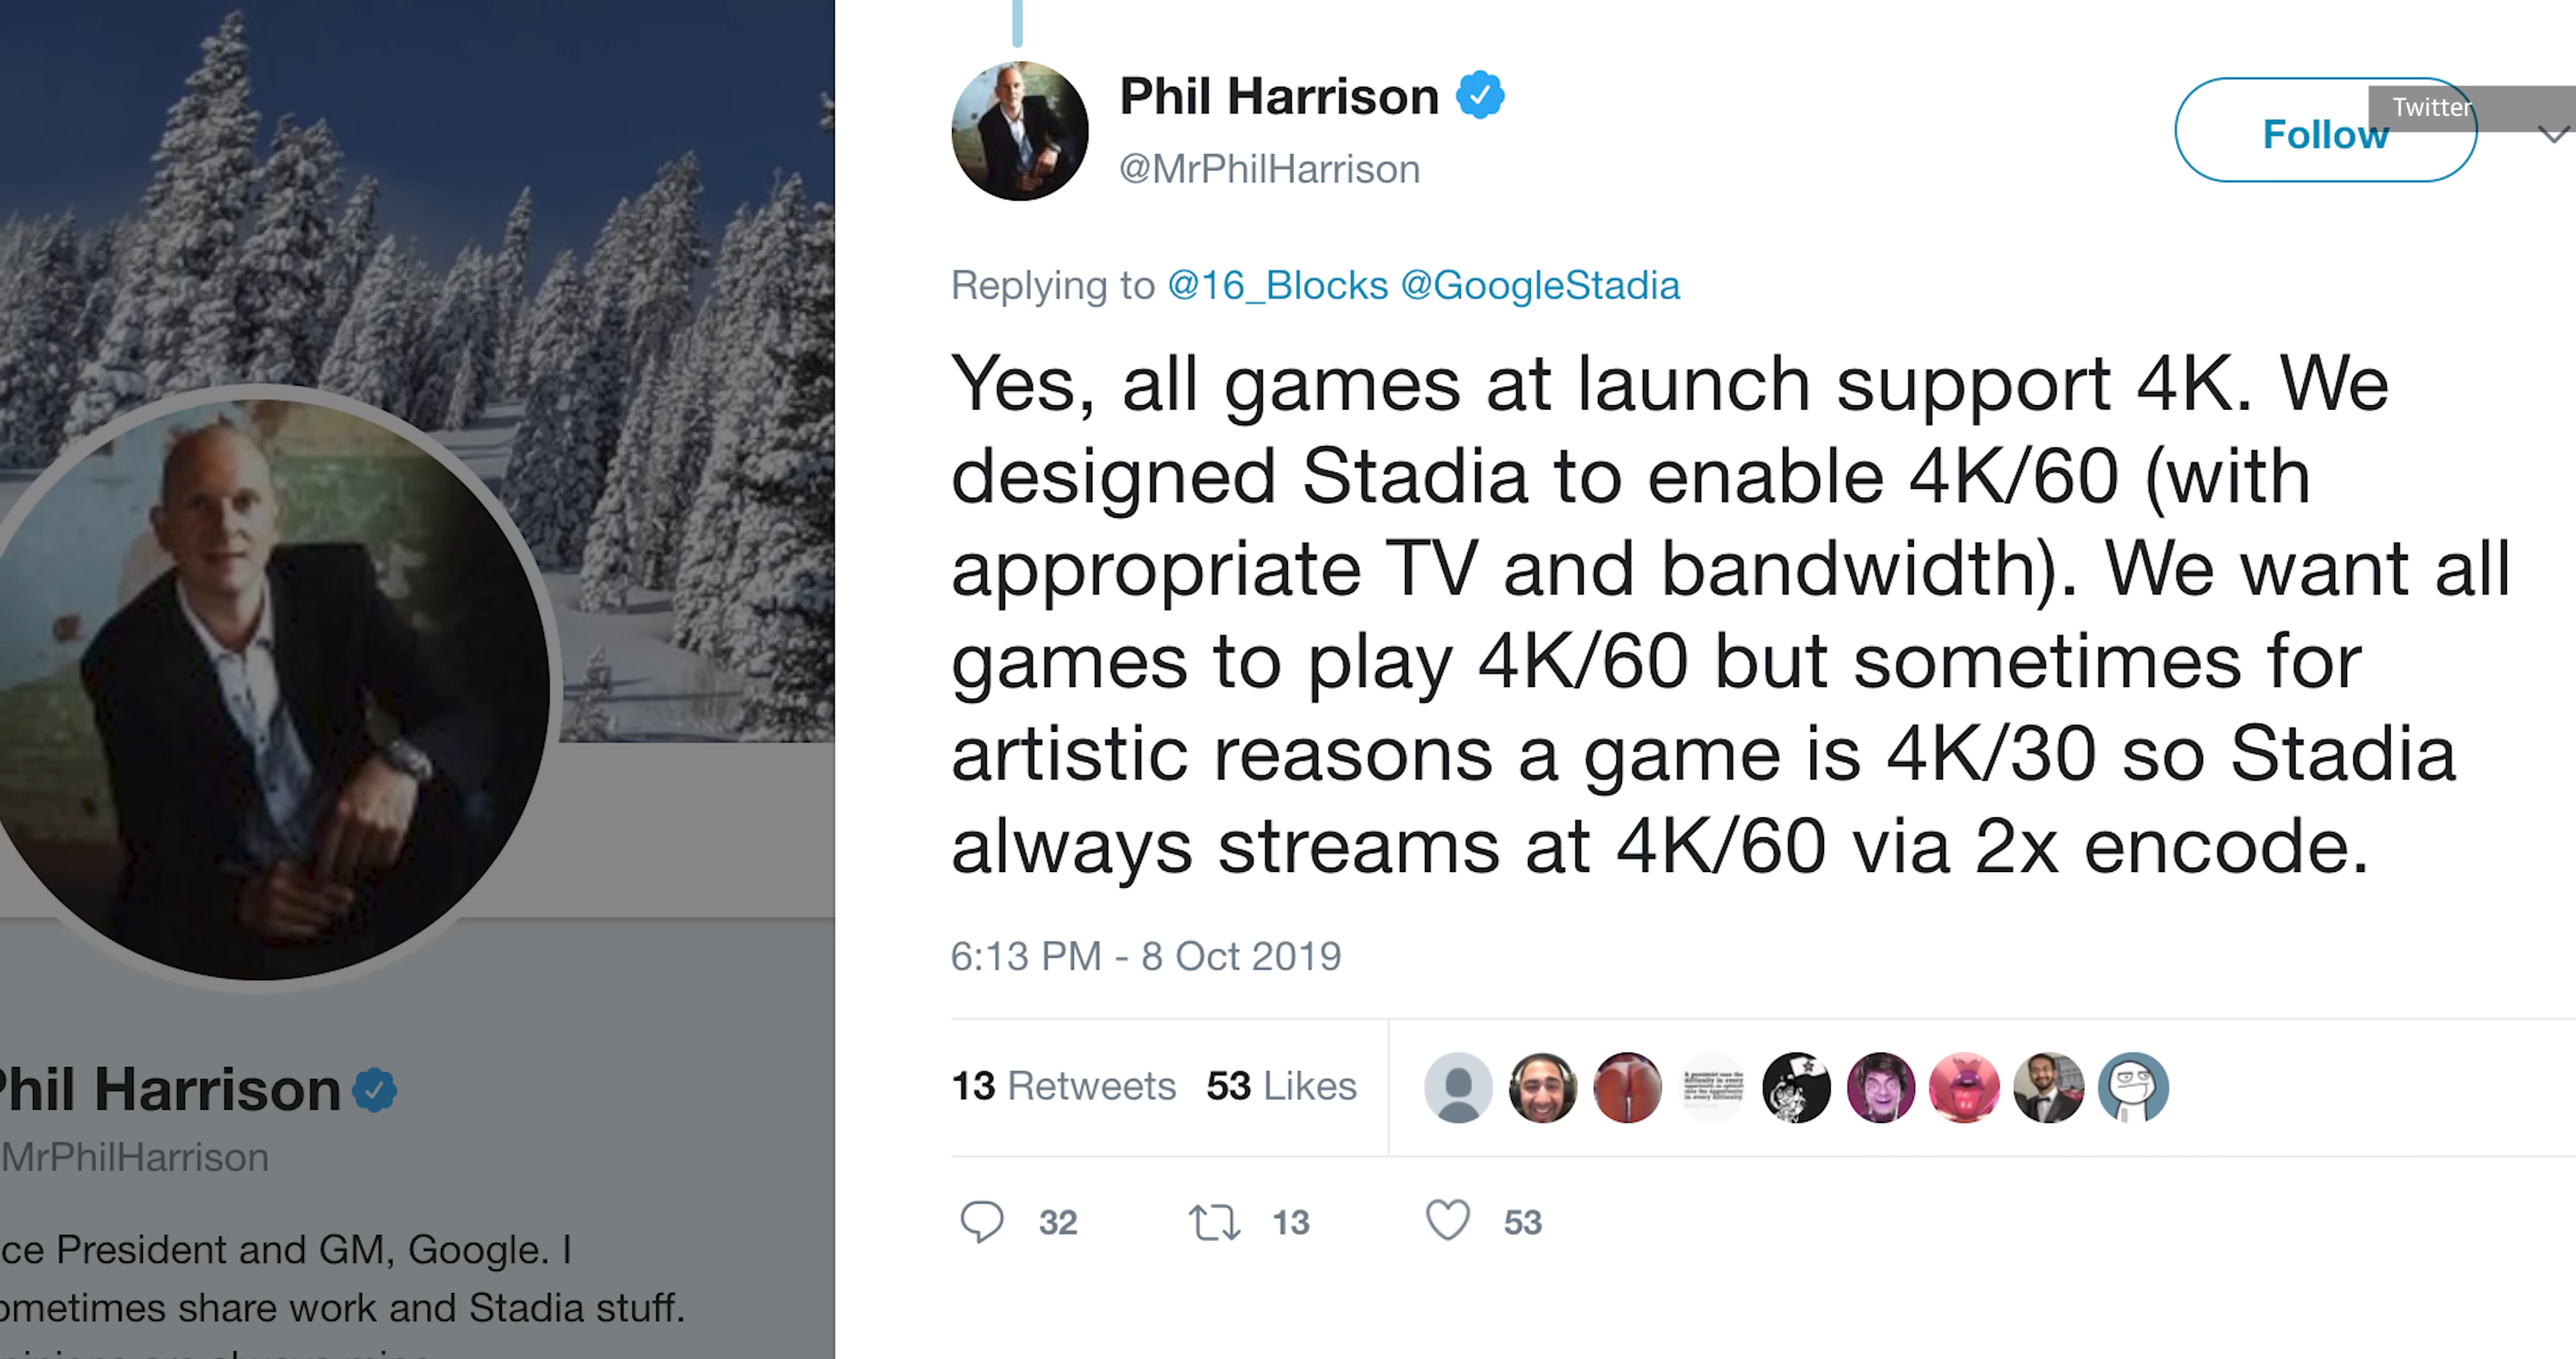 Phil Harrison
@MrPhilHarrison
Follow
Twitter
Replying to @16_Blocks @GoogleStadia
Yes, all games at launch support 4K. We
designed Stadia to enable 4K/60 (with
appropriate TV and bandwidth). We want all
games to play 4K/60 but sometimes for
artistic reasons a game is 4K/30 so Stadia
always streams at 4K/60 via 2x encode.
6:13 PM - 8 Oct 2019
13 Retweets 53 Likes
32 13 53
Phil Harrison
MrPhilHarrison
ce President and GM, Google. I
ometimes share work and Stadia stuff.